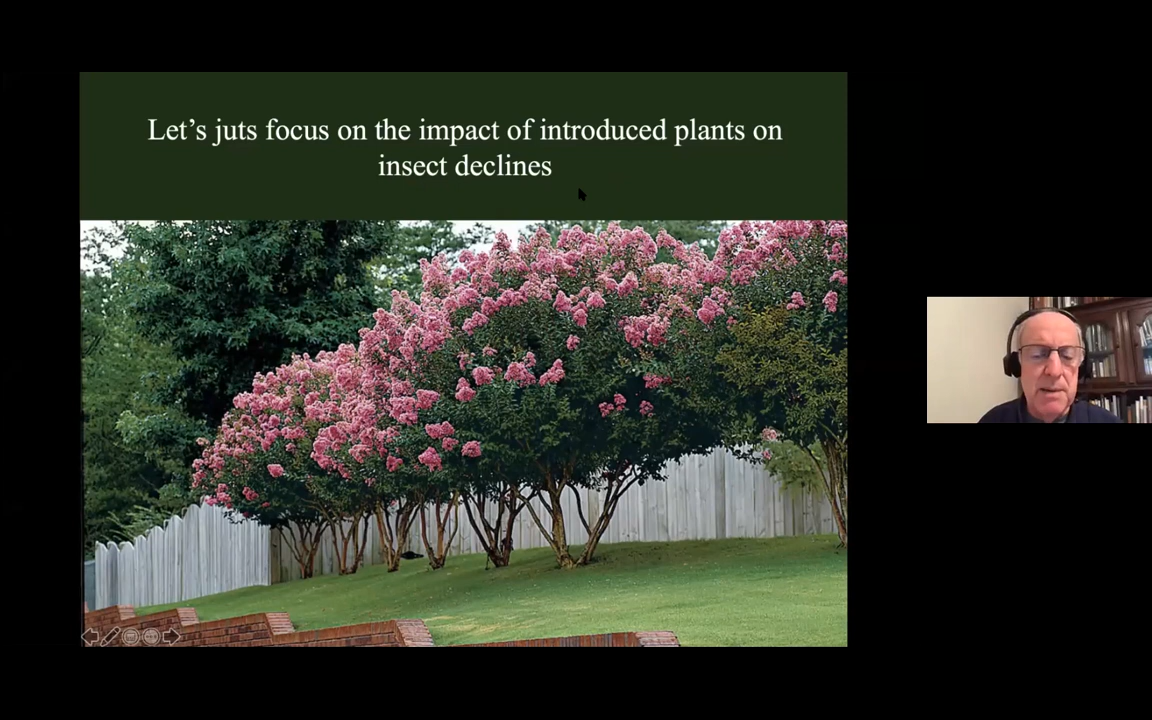 Let’s juts focus on the impact of introduced plants on
insect declines